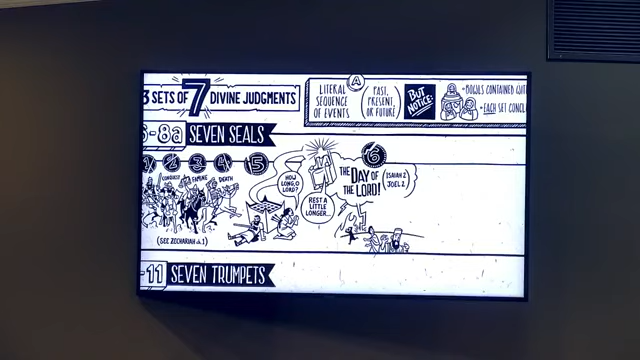 3 SETS OF 7 DIVINE JUDGMENTS
A
LITERAL
SEQUENCE
OF EVENTS
(PAST,
PRESENT,
OR FUTURE)
BUT
NOTICE:
•BOWLS CONTAINED
•EACH SET
-8a SEVEN SEALS
1 2 3 4 5 6
CONQUEST FAMINE DEATH
HOW
LONG, O
LORD?
REST A
LITTLE
LONGER...
THE DAY OF
THE LORD!
(ISAIAH 2
JOEL 2)
(SEE ZECHARIAH 1)
-11 SEVEN TRUMPETS